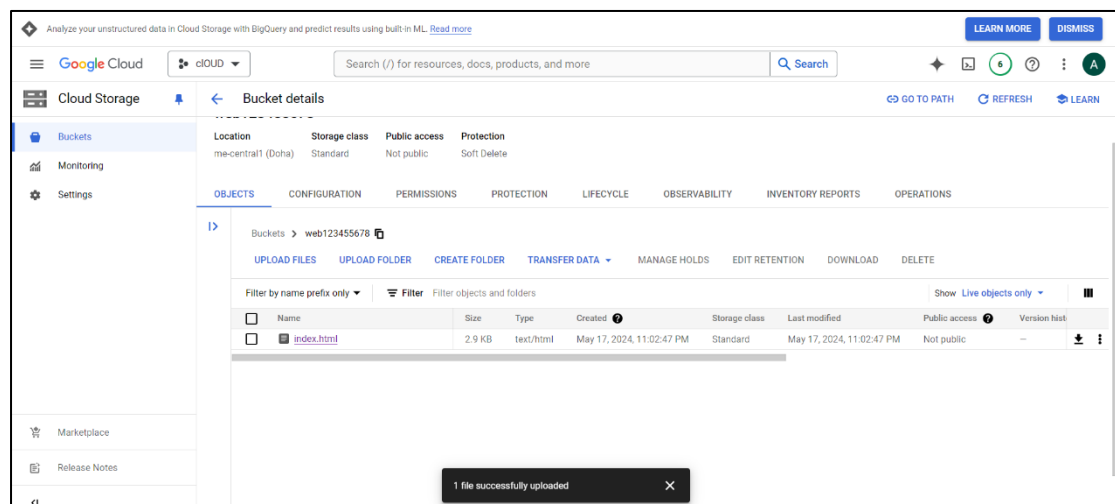 Analyze your unstructured data in Cloud Storage with BigQuery and predict results using built-in ML. Read more
LEARN MORE
DISMISS
Google Cloud
clOUD
Search (/) for resources, docs, products, and more
Search
6
A
Cloud Storage
Bucket details
GO TO PATH
REFRESH
LEARN
Buckets
Monitoring
Settings
Location Storage class Public access Protection
me-central1 (Doha) Standard Not public Soft Delete
OBJECTS CONFIGURATION PERMISSIONS PROTECTION LIFECYCLE OBSERVABILITY INVENTORY REPORTS OPERATIONS
Buckets > web123455678
UPLOAD FILES UPLOAD FOLDER CREATE FOLDER TRANSFER DATA MANAGE HOLDS EDIT RETENTION DOWNLOAD DELETE
Filter by name prefix only Filter Filter objects and folders Show Live objects only
Name Size Type Created Storage class Last modified Public access Version hist
index.html 2.9 KB text/html May 17, 2024, 11:02:47 PM Standard May 17, 2024, 11:02:47 PM Not public —
Marketplace
Release Notes
1 file successfully uploaded